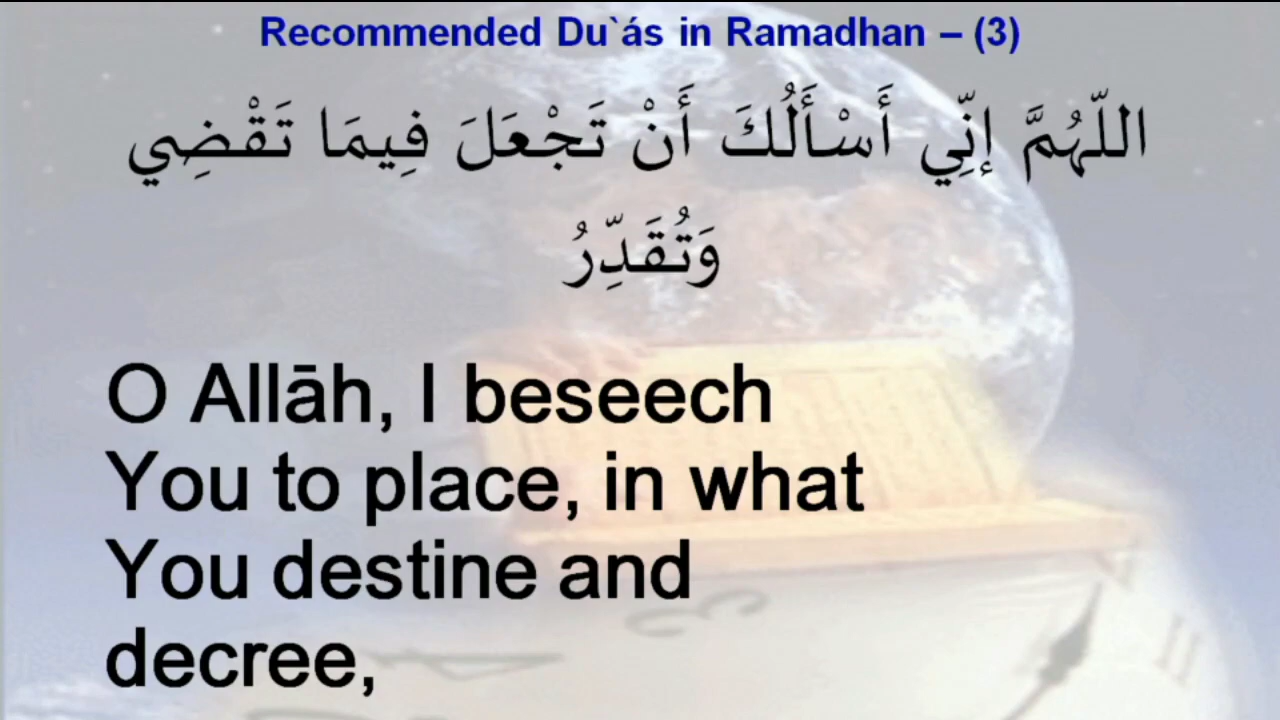 Recommended Du`ás in Ramadhan – (3)
اللّهُمَّ إنِّي أَسْأَلُكَ أَنْ تَجْعَلَ فِيمَا تَقْضِي
وَتُقَدِّرُ
O Allāh, I beseech
You to place, in what
You destine and
decree,